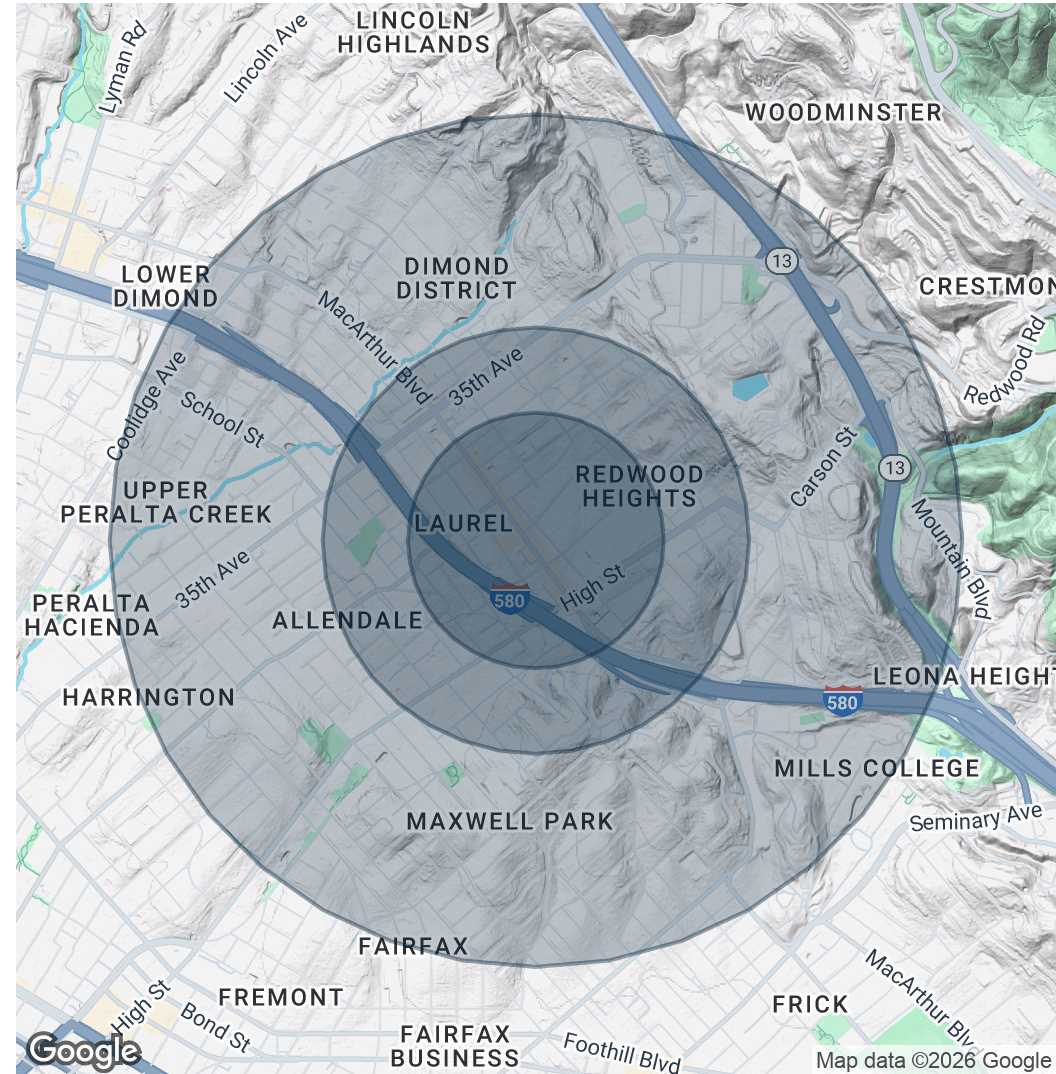 LINCOLN
HIGHLANDS
Lyman Rd
Lincoln Ave
WOODMINSTER
13
LOWER
DIMOND
DIMOND
DISTRICT
CRESTMON
MacArthur Blvd
35th Ave
Redwood Rd
Coolidge Ave
School St
REDWOOD
HEIGHTS
Carson St
13
UPPER
PERALTA CREEK
LAUREL
Mountain Blvd
35th Ave
High St
580
PERALTA
HACIENDA
ALLENDALE
LEONA HEIGHT
HARRINGTON
580
MILLS COLLEGE
MAXWELL PARK
Seminary Ave
FAIRFAX
MacArthur Blv
FREMONT
FRICK
High St
Bond St
FAIRFAX
BUSINESS
Foothill Blvd
Google
Map data ©2026 Google